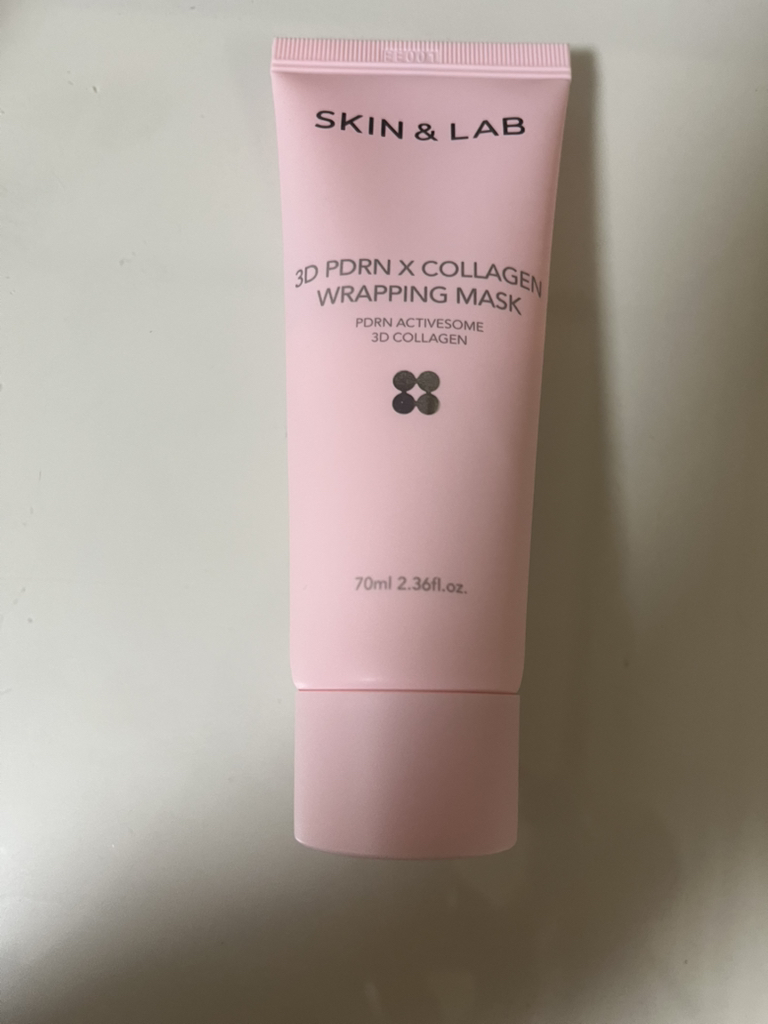 SKIN & LAB
3D PDRN X COLLAGEN
WRAPPING MASK
PDRN ACTIVESOME
3D COLLAGEN
70ml 2.36fl.oz.